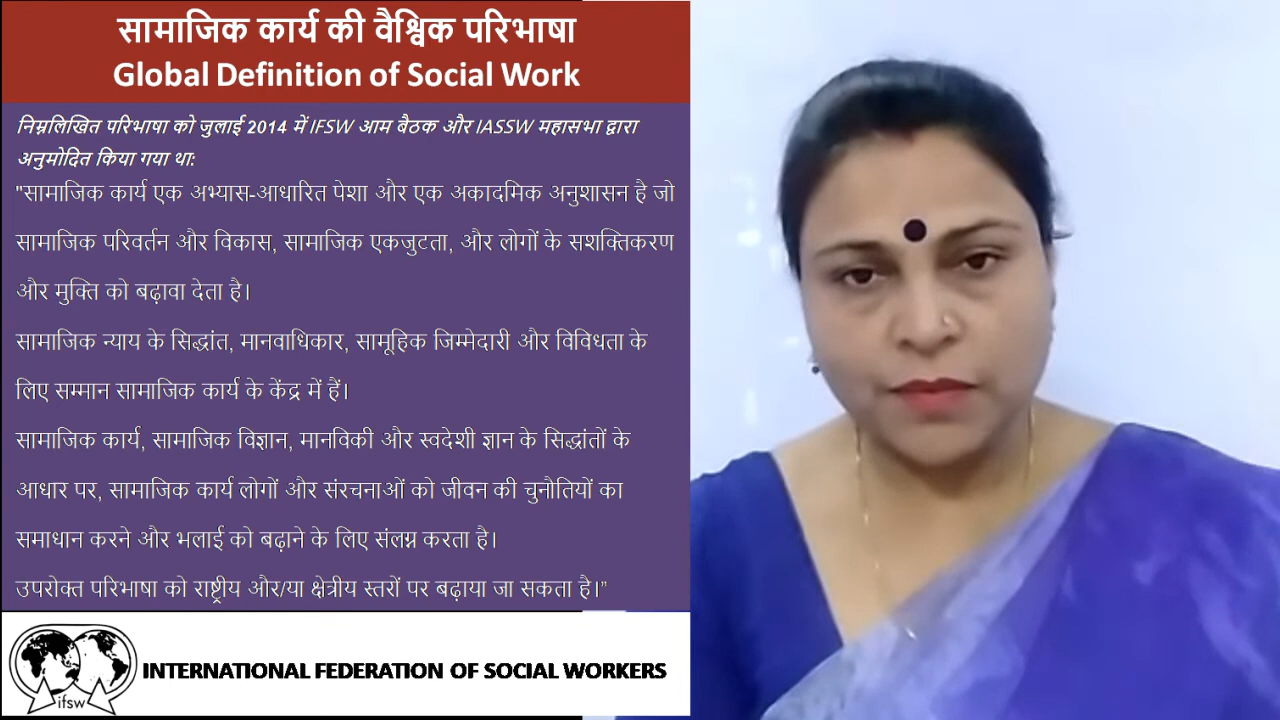 सामाजिक कार्य की वैश्विक परिभाषा
Global Definition of Social Work
निम्नलिखित परिभाषा को जुलाई 2014 में IFSW आम बैठक और IASSW महासभा द्वारा
अनुमोदित किया गया था:
"सामाजिक कार्य एक अभ्यास-आधारित पेशा और एक अकादमिक अनुशासन है जो
सामाजिक परिवर्तन और विकास, सामाजिक एकजुटता, और लोगों के सशक्तिकरण
और मुक्ति को बढ़ावा देता है।
सामाजिक न्याय के सिद्धांत, मानवाधिकार, सामूहिक जिम्मेदारी और विविधता के
लिए सम्मान सामाजिक कार्य के केंद्र में हैं।
सामाजिक कार्य, सामाजिक विज्ञान, मानविकी और स्वदेशी ज्ञान के सिद्धांतों के
आधार पर, सामाजिक कार्य लोगों और संरचनाओं को जीवन की चुनौतियों का
समाधान करने और भलाई को बढ़ाने के लिए संलग्न करता है।
उपरोक्त परिभाषा को राष्ट्रीय और/या क्षेत्रीय स्तरों पर बढ़ाया जा सकता है।”
ifsw
INTERNATIONAL FEDERATION OF SOCIAL WORKERS